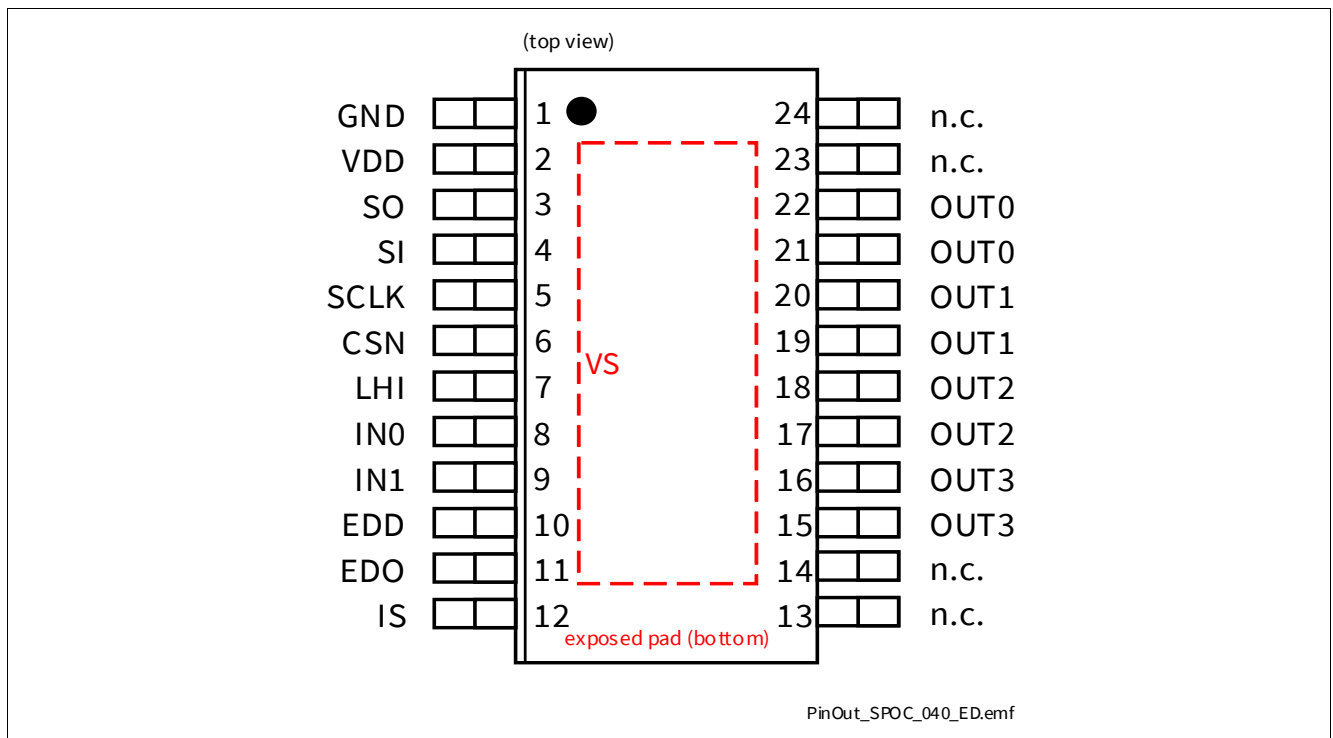 (top view)
GND 1 24 n.c.
VDD 2 23 n.c.
SO 3 22 OUT0
SI 4 21 OUT0
SCLK 5 20 OUT1
CSN 6 19 OUT1
VS
LHI 7 18 OUT2
IN0 8 17 OUT2
IN1 9 16 OUT3
EDD 10 15 OUT3
EDO 11 14 n.c.
IS 12 13 n.c.
exposed pad (bottom)
PinOut_SPOC_040_ED.emf